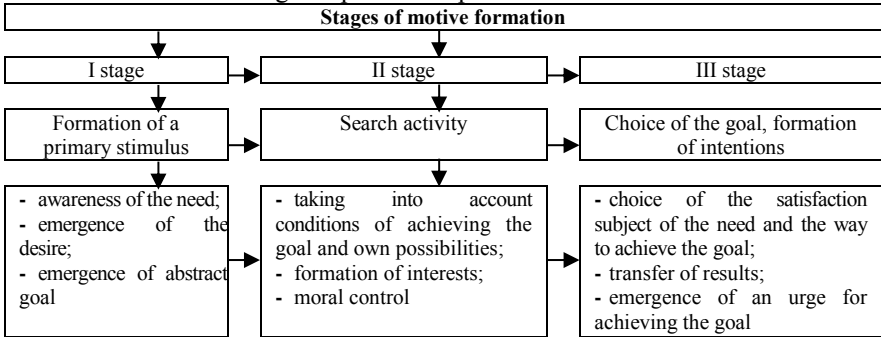 Stages of motive formation
I stage
II stage
III stage
Formation of a
primary stimulus
Search activity
Choice of the goal, formation
of intentions
- awareness of the need;
- emergence of the
desire;
- emergence of abstract
goal
- taking into account
conditions of achieving the
goal and own possibilities;
- formation of interests;
- moral control
- choice of the satisfaction
subject of the need and the way
to achieve the goal;
- transfer of results;
- emergence of an urge for
achieving the goal